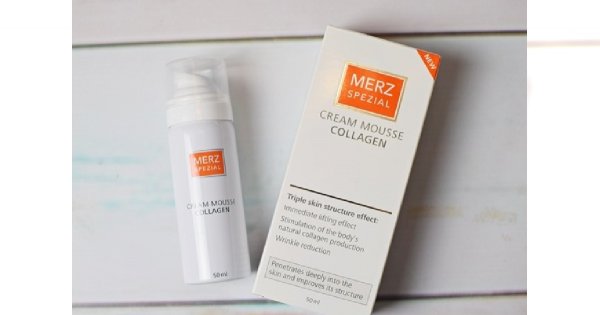 MERZ
SPEZIAL
CREAM MOUSSE
COLLAGEN
50 ml
NEW
MERZ
SPEZIAL
CREAM MOUSSE
COLLAGEN
Triple skin structure effect:
Immediate lifting effect
Stimulation of the body's
natural collagen production
Wrinkle reduction
Penetrates deeply into the
skin and improves its structure
50 ml